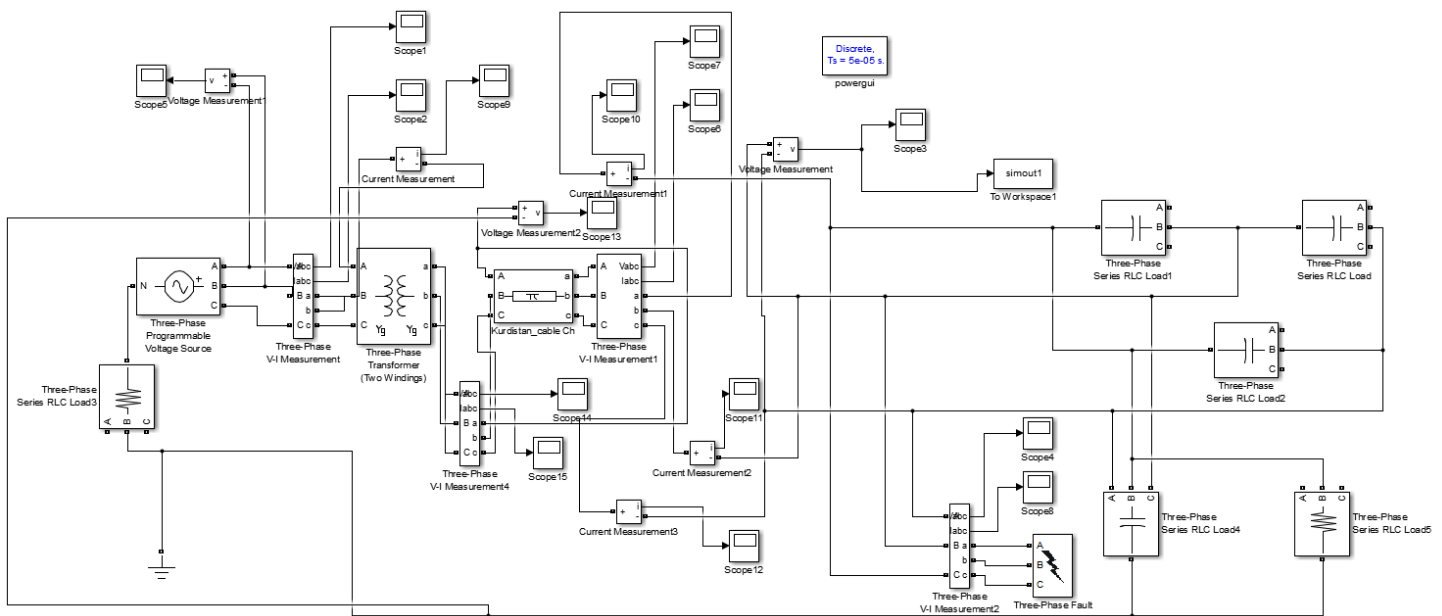 Scope1
Scope5
Voltage Measurement1
v
+
-
Scope2
Scope9
+
i
-
Current Measurement
Scope7
Scope10
Scope6
+
i
-
Current Measurement1
Discrete,
Ts = 5e-05 s.
powergui
+
-
v
Voltage Measurement
Scope3
simout1
To Workspace1
+
-
v
Voltage Measurement2
Scope13
N
+
A
B
C
Three-Phase
Programmable
Voltage Source
Iabc
B a
b
C c
Three-Phase
V-I Measurement
A
B
C
a
b
c
Yg
Yg
Three-Phase
Transformer
(Two Windings)
A
B
C
a
b
c
Kurdistan_cable Ch
A
B
C
Vabc
Iabc
a
b
c
Three-Phase
V-I Measurement1
A
B
C
Three-Phase
Series RLC Load1
A
B
C
Three-Phase
Series RLC Load
A
B
C
Three-Phase
Series RLC Load2
Three-Phase
Series RLC Load3
A
B
C
Iabc
B a
b
C c
Three-Phase
V-I Measurement4
Scope14
Scope15
Scope11
+
i
-
Current Measurement2
+
i
-
Current Measurement3
Scope12
Scope4
Scope8
Iabc
B a
b
C c
Three-Phase
V-I Measurement2
A
B
C
Three-Phase Fault
A
B
C
Three-Phase
Series RLC Load4
A
B
C
Three-Phase
Series RLC Load5